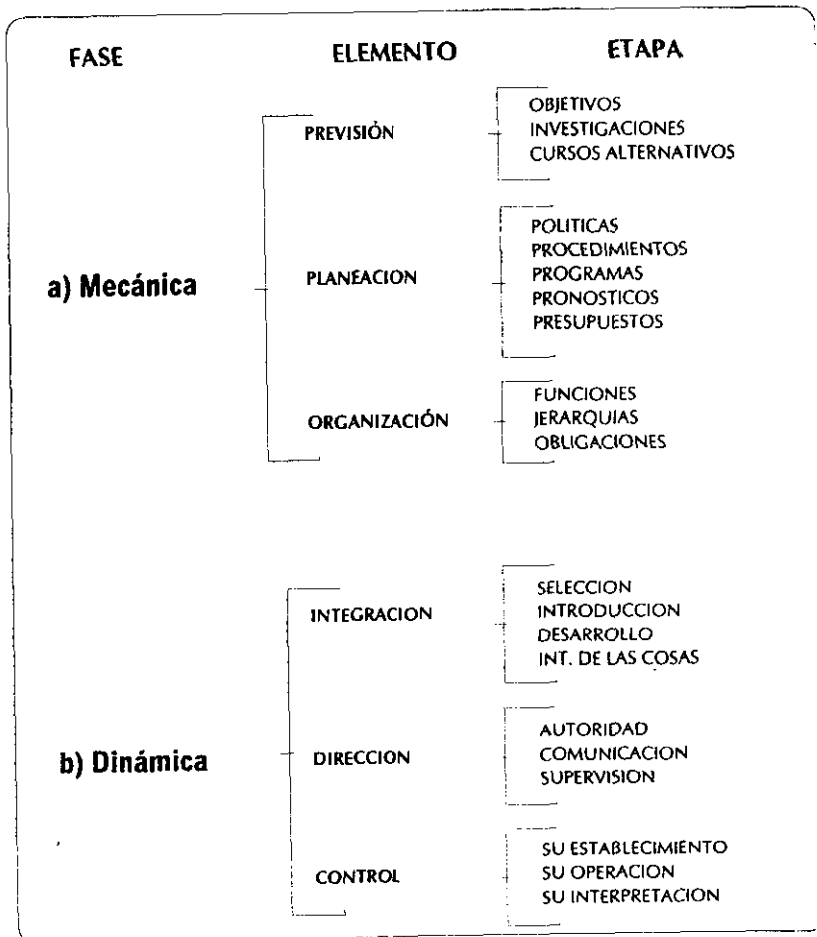 FASE ELEMENTO ETAPA
a) Mecánica
PREVISIÓN
OBJETIVOS
INVESTIGACIONES
CURSOS ALTERNATIVOS
PLANEACION
POLITICAS
PROCEDIMIENTOS
PROGRAMAS
PRONOSTICOS
PRESUPUESTOS
ORGANIZACIÓN
FUNCIONES
JERARQUIAS
OBLIGACIONES
b) Dinámica
INTEGRACION
SELECCION
INTRODUCCION
DESARROLLO
INT. DE LAS COSAS
DIRECCION
AUTORIDAD
COMUNICACION
SUPERVISION
CONTROL
SU ESTABLECIMIENTO
SU OPERACION
SU INTERPRETACION